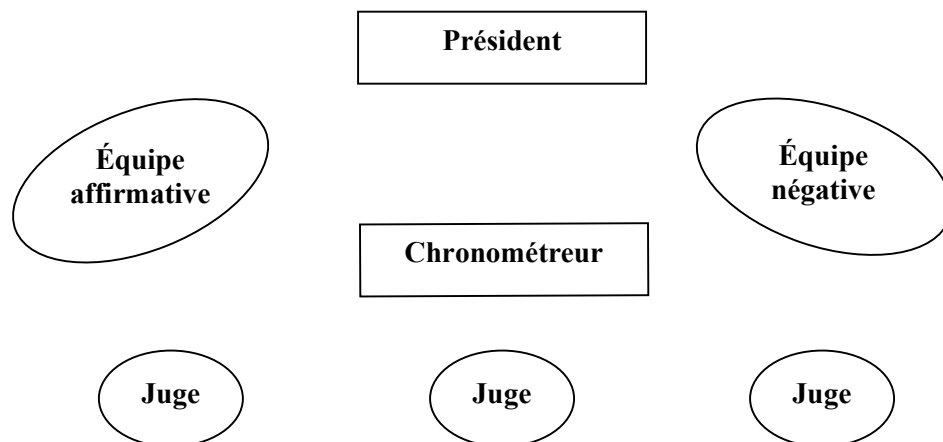 Président
Équipe
affirmative
Équipe
négative
Chronométreur
Juge
Juge
Juge